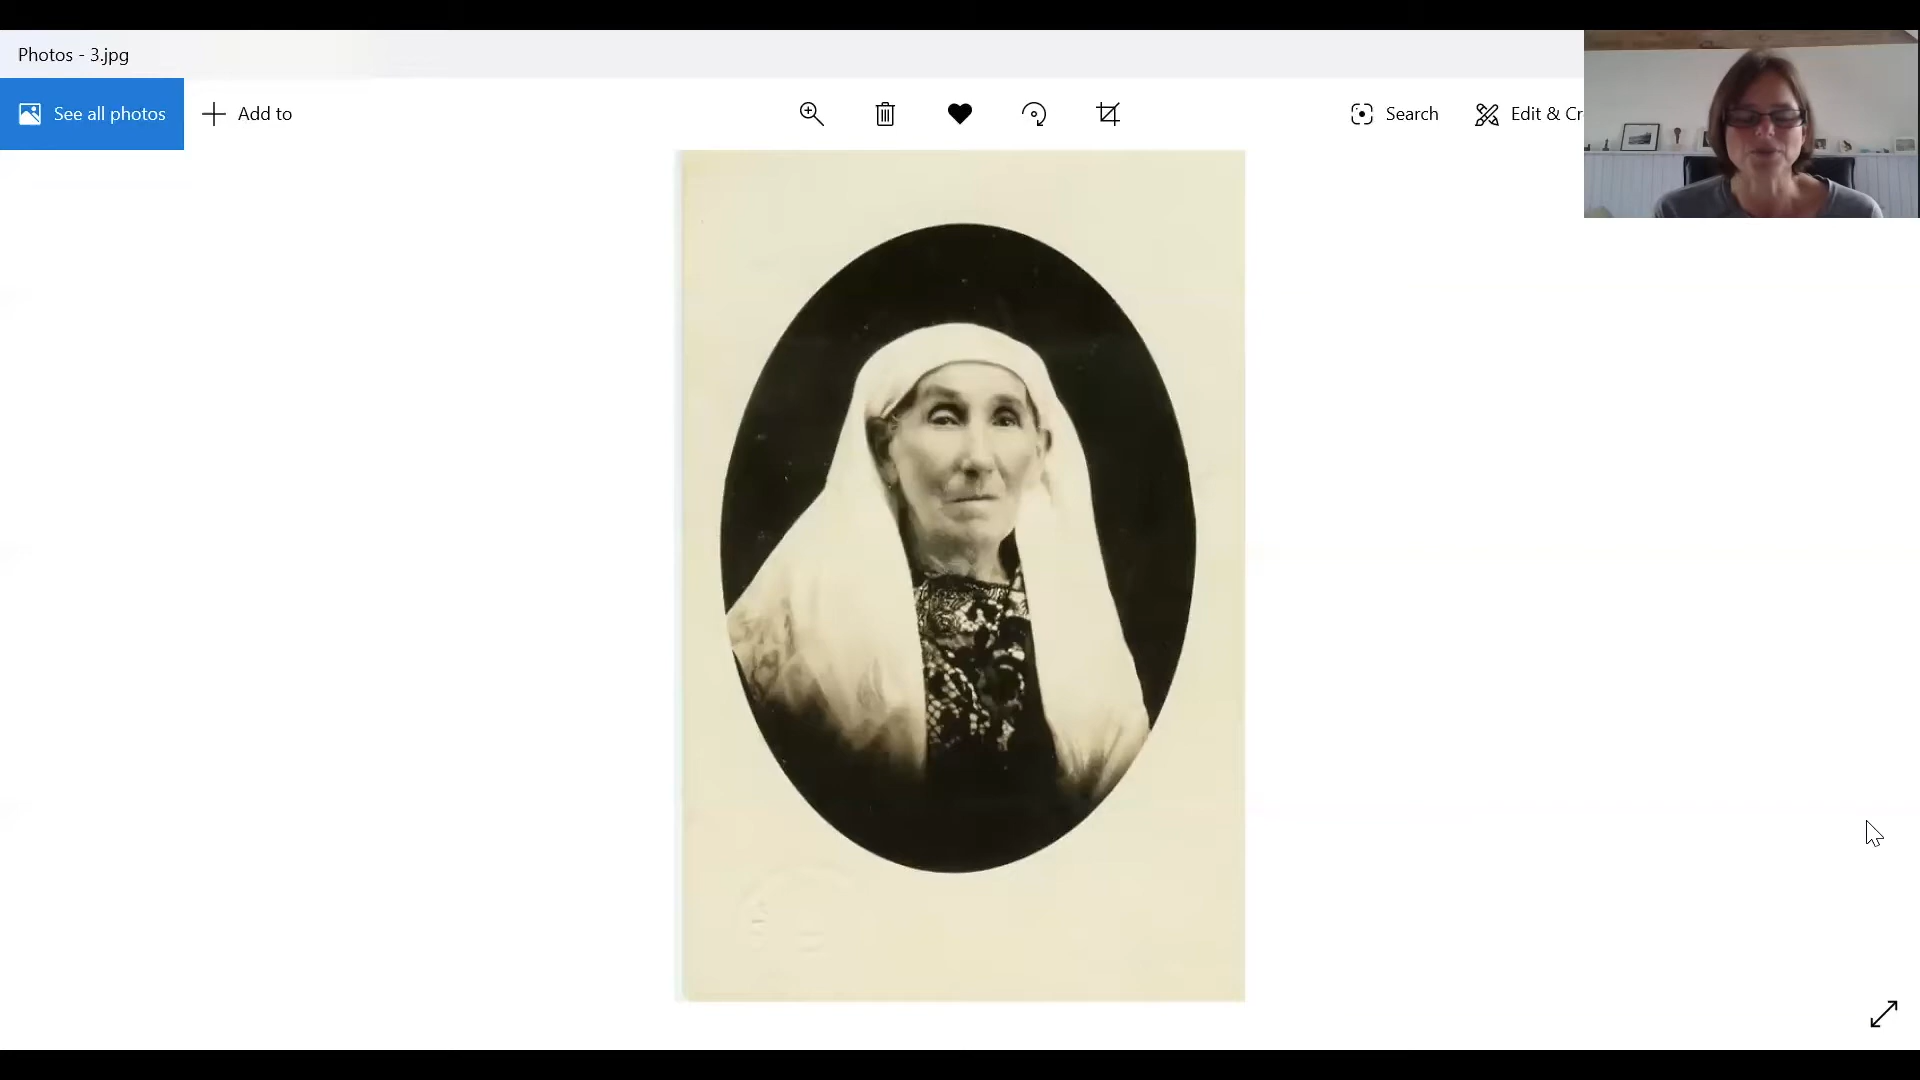 Photos - 3.jpg
See all photos
Add to
Search
Edit & Cr